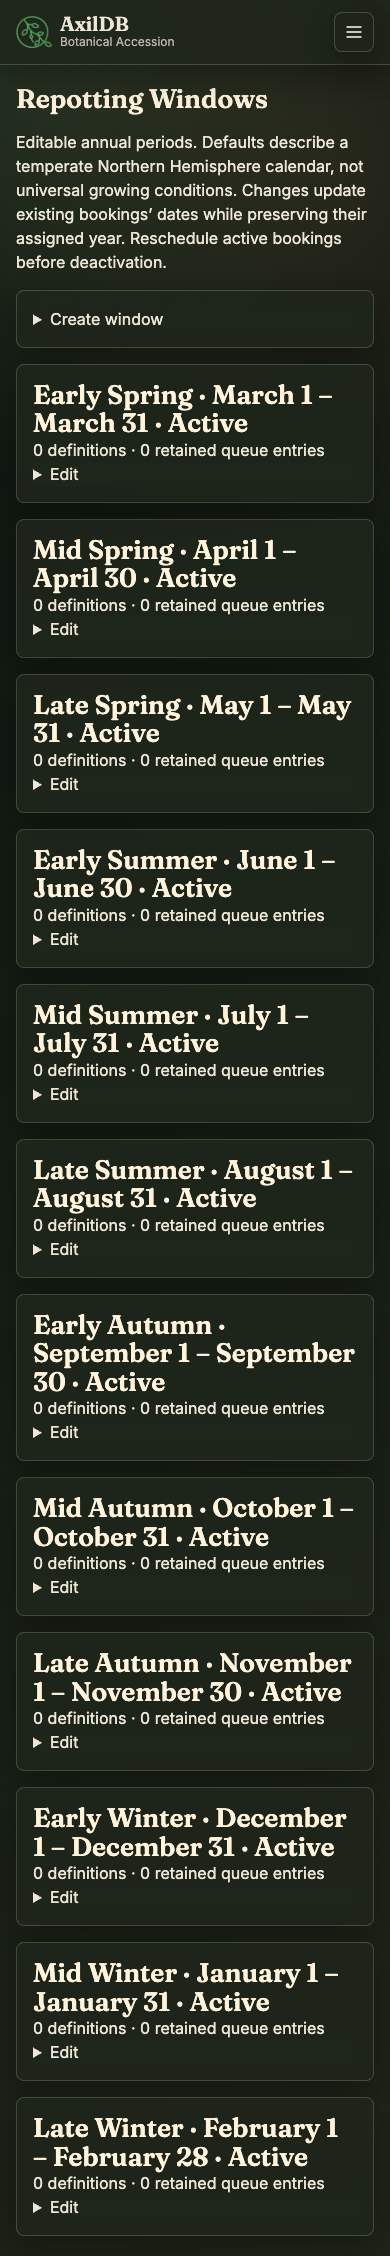 AxilDB
Botanical Accession
Repotting Windows
Editable annual periods. Defaults describe a
temperate Northern Hemisphere calendar, not
universal growing conditions. Changes update
existing bookings’ dates while preserving their
assigned year. Reschedule active bookings
before deactivation.
Create window
Early Spring · March 1 –
March 31 · Active
0 definitions · 0 retained queue entries
Edit
Mid Spring · April 1 –
April 30 · Active
0 definitions · 0 retained queue entries
Edit
Late Spring · May 1 – May
31 · Active
0 definitions · 0 retained queue entries
Edit
Early Summer · June 1 –
June 30 · Active
0 definitions · 0 retained queue entries
Edit
Mid Summer · July 1 –
July 31 · Active
0 definitions · 0 retained queue entries
Edit
Late Summer · August 1 –
August 31 · Active
0 definitions · 0 retained queue entries
Edit
Early Autumn ·
September 1 – September
30 · Active
0 definitions · 0 retained queue entries
Edit
Mid Autumn · October 1 –
October 31 · Active
0 definitions · 0 retained queue entries
Edit
Late Autumn · November
1 – November 30 · Active
0 definitions · 0 retained queue entries
Edit
Early Winter · December
1 – December 31 · Active
0 definitions · 0 retained queue entries
Edit
Mid Winter · January 1 –
January 31 · Active
0 definitions · 0 retained queue entries
Edit
Late Winter · February 1
– February 28 · Active
0 definitions · 0 retained queue entries
Edit